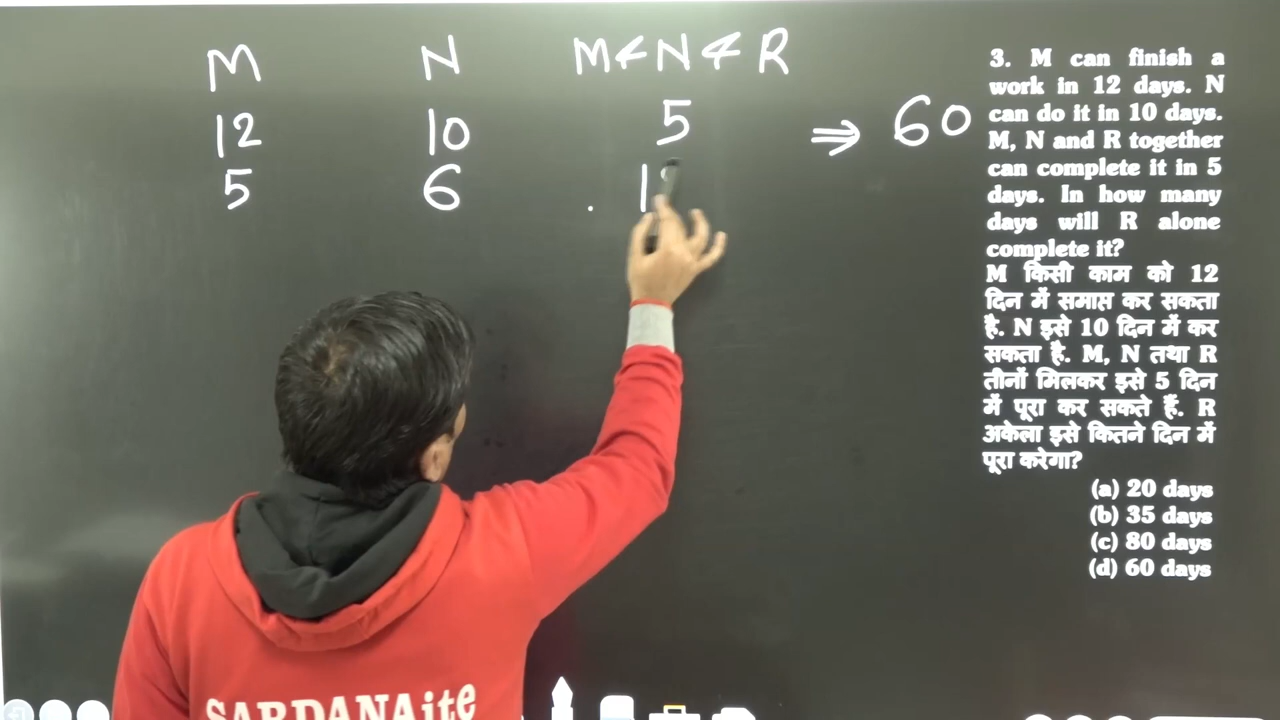 M N M & N & R
12 10 5 ⇒ 60
5 6
3. M can finish a
work in 12 days. N
can do it in 10 days.
M, N and R together
can complete it in 5
days. In how many
days will R alone
complete it?
M किसी काम को 12
दिन में समाप्त कर सकता
है. N इसे 10 दिन में कर
सकता है. M, N तथा R
तीनों मिलकर इसे 5 दिन
में पूरा कर सकते हैं. R
अकेला इसे कितने दिन में
पूरा करेगा?
(a) 20 days
(b) 35 days
(c) 80 days
(d) 60 days
SARDANAite